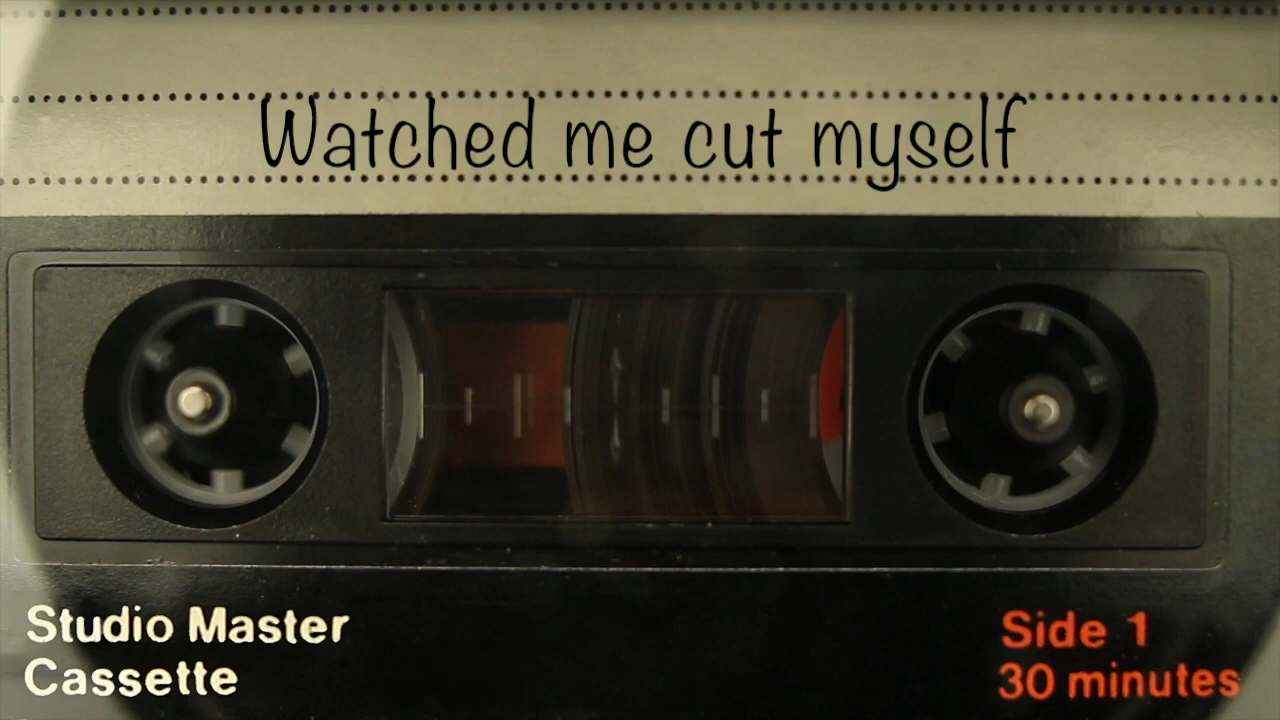 Watched me cut myself
Studio Master
Cassette
Side 1
30 minutes